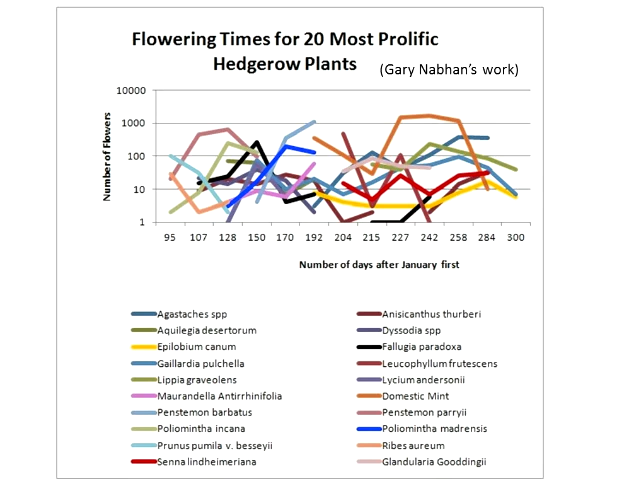 Flowering Times for 20 Most Prolific
Hedgerow Plants
(Gary Nabhan's work)
Number of Flowers
10000
1000
100
10
1
95 107 128 150 170 192 204 215 227 242 258 284 300
Number of days after January first
Agastaches spp Anisicanthus thurberi
Aquilegia desertorum Dyssodia spp
Epilobium canum Fallugia paradoxa
Gaillardia pulchella Leucophyllum frutescens
Lippia graveolens Lycium andersonii
Maurandella Antirrhinifolia Domestic Mint
Penstemon barbatus Penstemon parryii
Poliomintha incana Poliomintha madrensis
Prunus pumila v. besseyii Ribes aureum
Senna lindheimeriana Glandularia Gooddingii